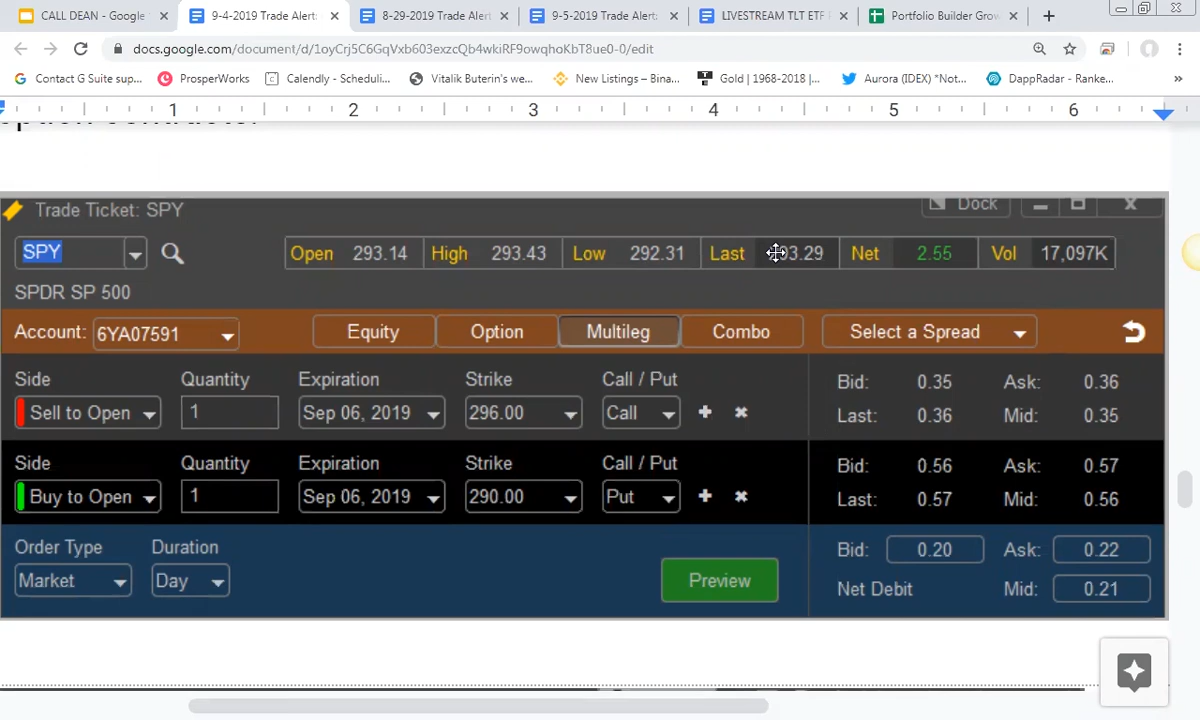 CALL DEAN - Google
9-4-2019 Trade Alert:
8-29-2019 Trade Alert
9-5-2019 Trade Alert:
LIVESTREAM TLT ETF
Portfolio Builder Grow
docs.google.com/document/d/1oyCrj5C6GqVxb603exzcQb4wkiRF9owqhoKbT8ue0-0/edit
Contact G Suite sup...
ProsperWorks
Calendly - Scheduli...
Vitalik Buterin's we...
New Listings – Bina...
Gold | 1968-2018 |...
Aurora (IDEX) *Not...
DappRadar - Ranke...
1 2 3 4 5 6
Trade Ticket: SPY
Dock
SPY
Open 293.14 High 293.43 Low 292.31 Last 293.29 Net 2.55 Vol 17,097K
SPDR SP 500
Account: 6YA07591 Equity Option Multileg Combo Select a Spread
Side Quantity Expiration Strike Call / Put Bid: 0.35 Ask: 0.36
Sell to Open 1 Sep 06, 2019 296.00 Call Last: 0.36 Mid: 0.35
Side Quantity Expiration Strike Call / Put Bid: 0.56 Ask: 0.57
Buy to Open 1 Sep 06, 2019 290.00 Put Last: 0.57 Mid: 0.56
Order Type Duration Bid: 0.20 Ask: 0.22
Market Day Preview Net Debit Mid: 0.21